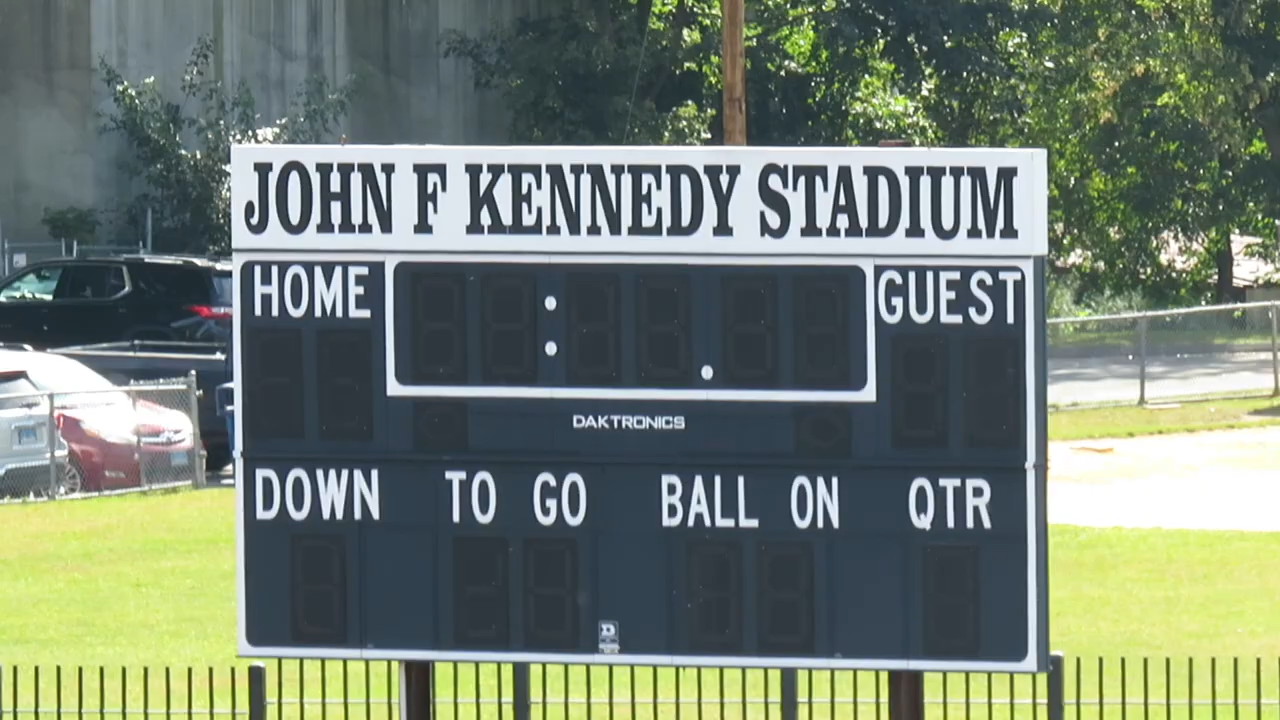 JOHN F KENNEDY STADIUM
HOME
GUEST
DAKTRONICS
DOWN TO GO BALL ON QTR